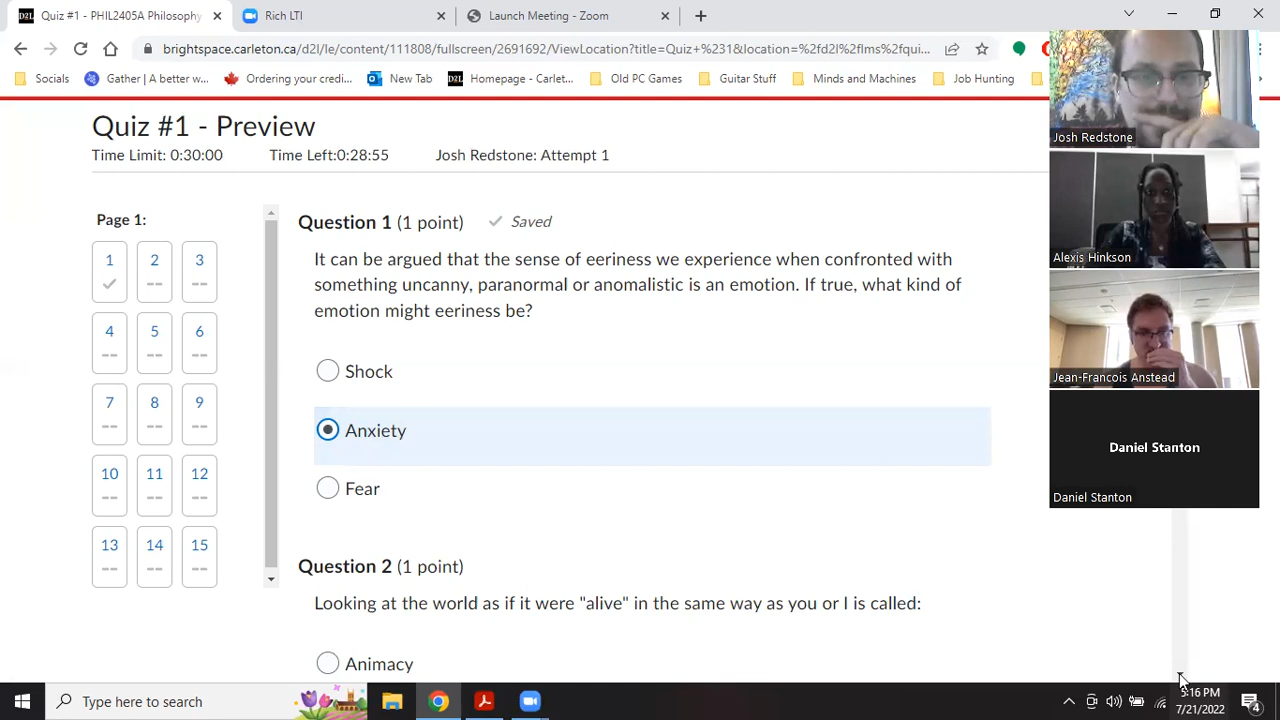 Quiz #1 - PHIL2405A Philosophy
Rich LTI
Launch Meeting - Zoom
brightspace.carleton.ca/d2l/le/content/111808/fullscreen/2691692/ViewLocation?title=Quiz+%231&location=%2fd2l%2flms%2fqui...
Socials
Gather | A better w...
Ordering your credi...
New Tab
D2L
Homepage - Carlet...
Old PC Games
Guitar Stuff
Minds and Machines
Job Hunting
Quiz #1 - Preview
Time Limit: 0:30:00
Time Left:0:28:55
Josh Redstone: Attempt 1
Page 1:
1
2
3
--
--
4
5
6
--
--
--
7
8
9
--
--
--
10
11
12
--
--
--
13
14
15
--
--
--
Question 1 (1 point)
Saved
It can be argued that the sense of eeriness we experience when confronted with
something uncanny, paranormal or anomalistic is an emotion. If true, what kind of
emotion might eeriness be?
Shock
Anxiety
Fear
Question 2 (1 point)
Looking at the world as if it were "alive" in the same way as you or I is called:
Animacy
Josh Redstone
Alexis Hinkson
Jean-Francois Anstead
Daniel Stanton
Daniel Stanton
Type here to search
5:16 PM
7/21/2022
4